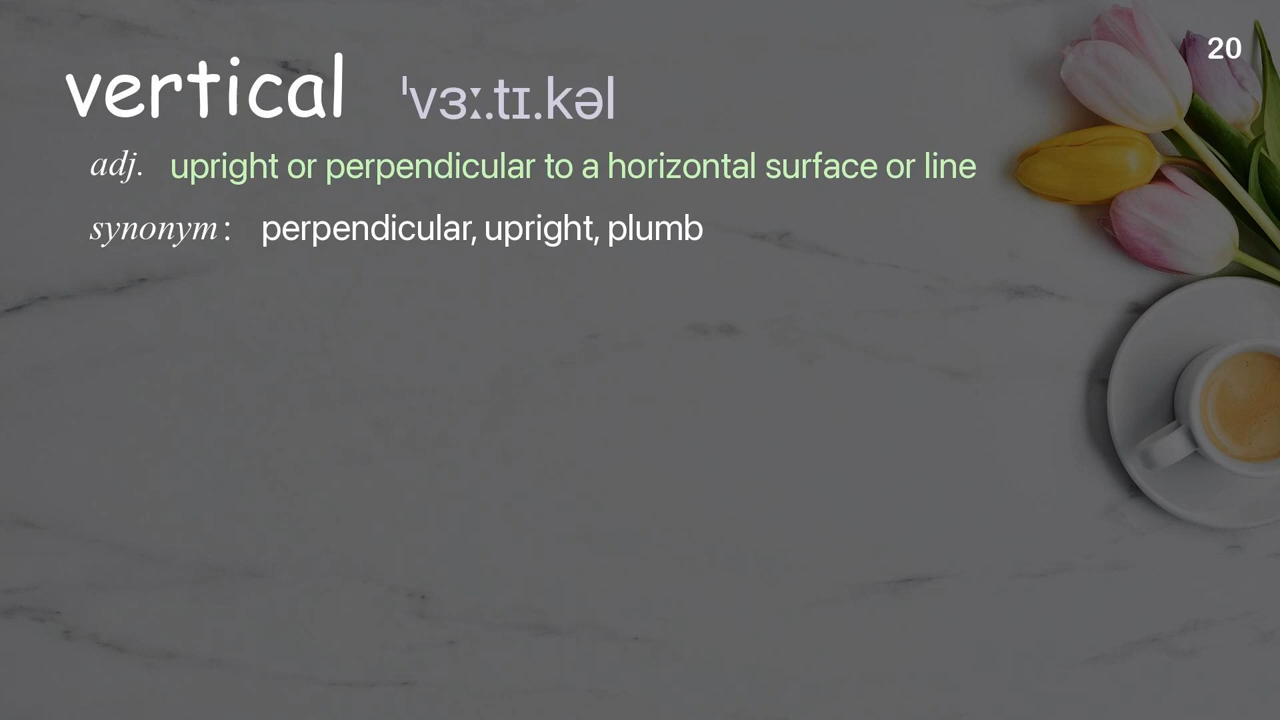 20
vertical ˈvɜː.tɪ.kəl
adj. upright or perpendicular to a horizontal surface or line
synonym: perpendicular, upright, plumb